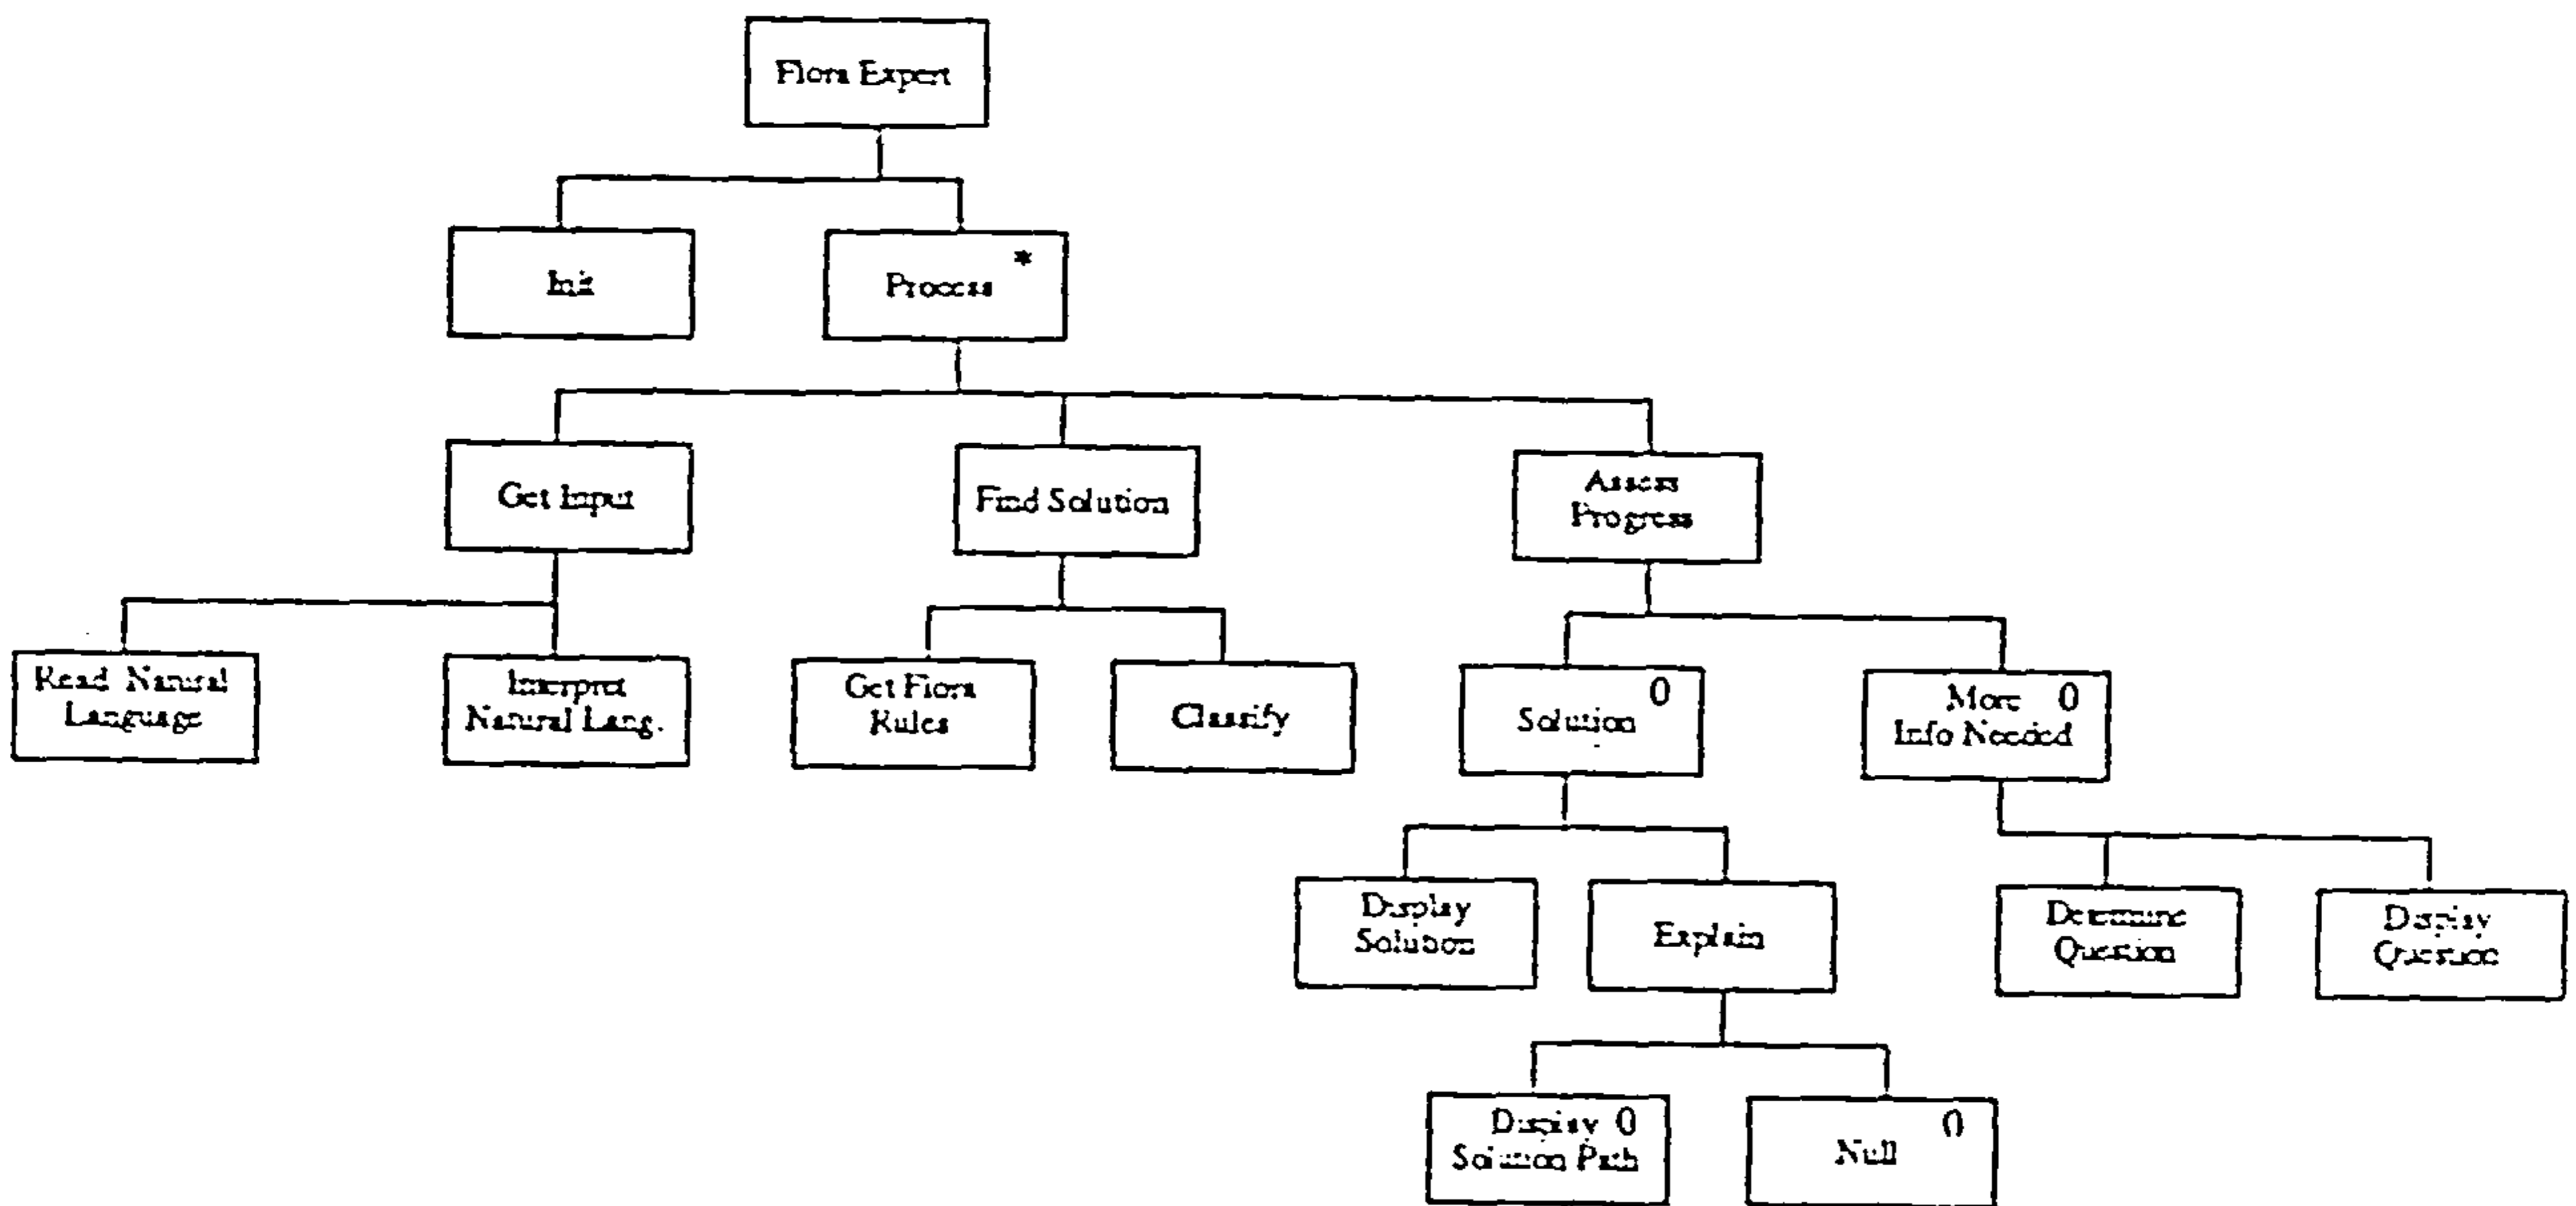 Flora Expert
Init
Process *
Get Input
Find Solution
Assess
Progress
Read Natural
Language
Interpret
Natural Lang.
Get Flora
Rules
Classify
Solution 0
More 0
Info Needed
Display
Solution
Explain
Determine
Question
Display
Question
Display 0
Solution Path
Null 0